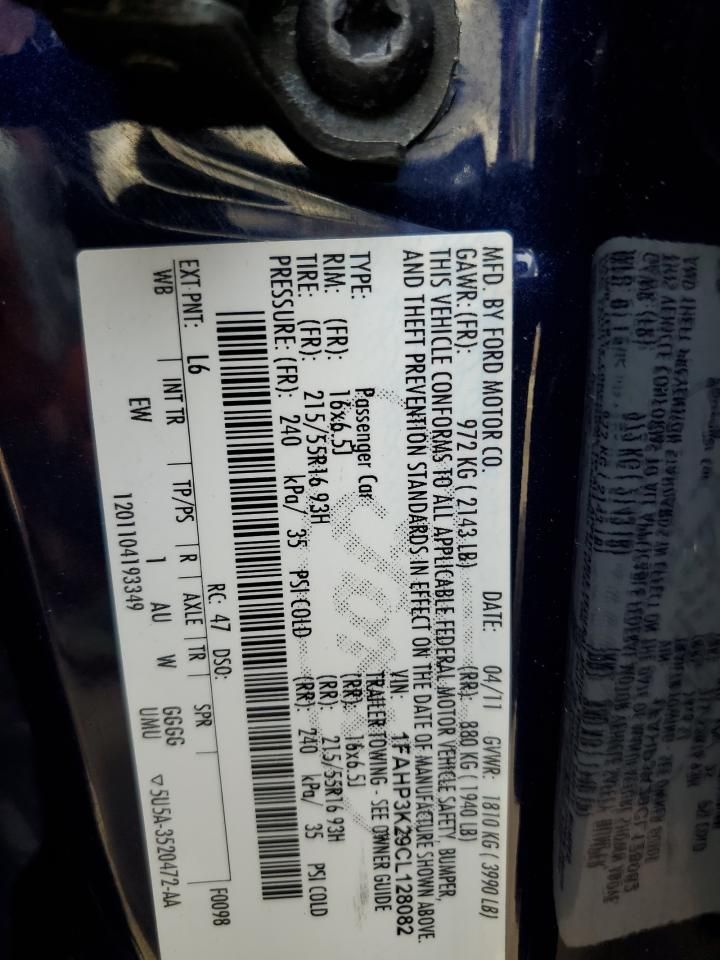 MFD. BY FORD MOTOR CO. DATE: 04/11 GVWR: 1810 KG ( 3990 LB)
GAWR: (FR): 972 KG ( 2143 LB) (RR): 880 KG ( 1940 LB)
THIS VEHICLE CONFORMS TO ALL APPLICABLE FEDERAL MOTOR VEHICLE SAFETY, BUMPER,
AND THEFT PREVENTION STANDARDS IN EFFECT ON THE DATE OF MANUFACTURE SHOWN ABOVE.
VIN: 1FAHP3K29CL128082
TYPE: Passenger Car TRAILER TOWING - SEE OWNER GUIDE
RIM: (FR): 16x6.5J (RR): 16x6.5J
TIRE: (FR): 215/55R16 93H (RR): 215/55R16 93H
PRESSURE: (FR): 240 kPa/ 35 PSI COLD (RR): 240 kPa/ 35 PSI COLD
F0098
EXT PNT: L6 RC: 47 DSO:
WB INT TR TP/PS R AXLE TR SPR
EW 1 AU W GGGG
1201104193349 UMU ▽5U5A-3520472-AA